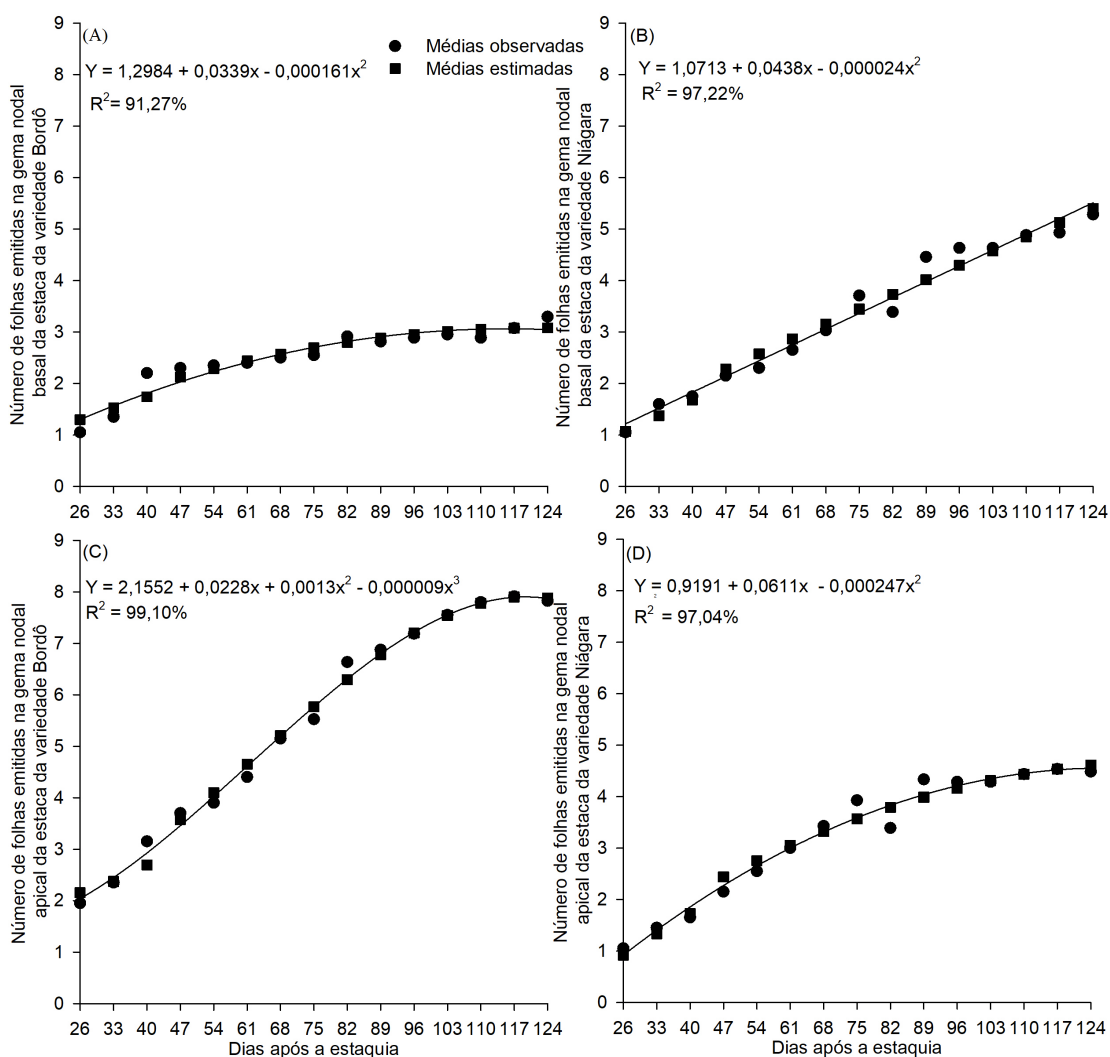 (A)
Médias observadas
Médias estimadas
Y = 1,2984 + 0,0339x - 0,000161x²
R²= 91,27%
Número de folhas emitidas na gema nodal
basal da estaca da variedade Bordô
9
8
7
6
5
4
3
2
1
0
26 33 40 47 54 61 68 75 82 89 96 103 110 117 124
(B)
Y = 1,0713 + 0,0438x - 0,000024x²
R² = 97,22%
Número de folhas emitidas na gema nodal
basal da estaca da variedade Niágara
9
8
7
6
5
4
3
2
1
0
26 33 40 47 54 61 68 75 82 89 96 103 110 117 124
(C)
Y = 2,1552 + 0,0228x + 0,0013x² - 0,000009x³
R² = 99,10%
Número de folhas emitidas na gema nodal
apical da estaca da variedade Bordô
9
8
7
6
5
4
3
2
1
0
26 33 40 47 54 61 68 75 82 89 96 103 110 117 124
Dias após a estaquia
(D)
Y = 0,9191 + 0,0611x - 0,000247x²
R² = 97,04%
Número de folhas emitidas na gema nodal
apical da estaca da variedade Niágara
9
8
7
6
5
4
3
2
1
0
26 33 40 47 54 61 68 75 82 89 96 103 110 117 124
Dias após a estaquia